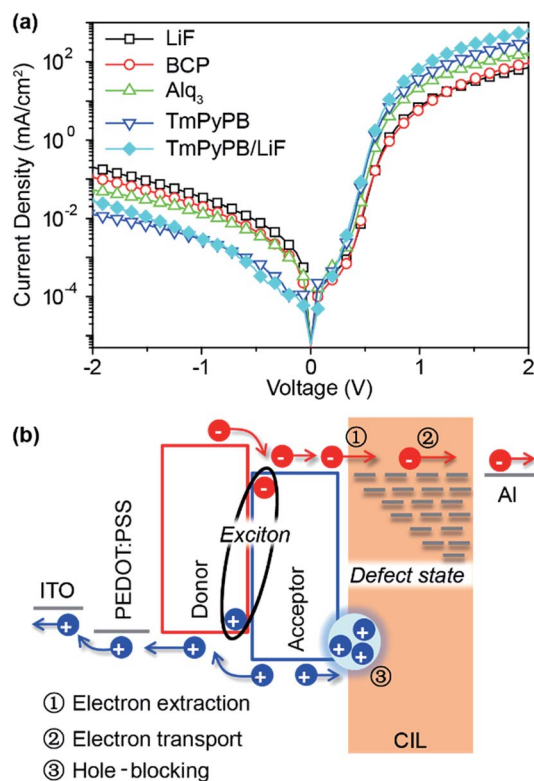 (a)
LiF
BCP
Alq₃
TmPyPB
TmPyPB/LiF
Current Density (mA/cm²)
10²
10⁰
10⁻²
10⁻⁴
-2
-1
0
1
2
Voltage (V)
(b)
① ②
Al
Exciton
Defect state
ITO
PEDOT:PSS
Donor
Acceptor
③
① Electron extraction
② Electron transport
③ Hole-blocking
CIL